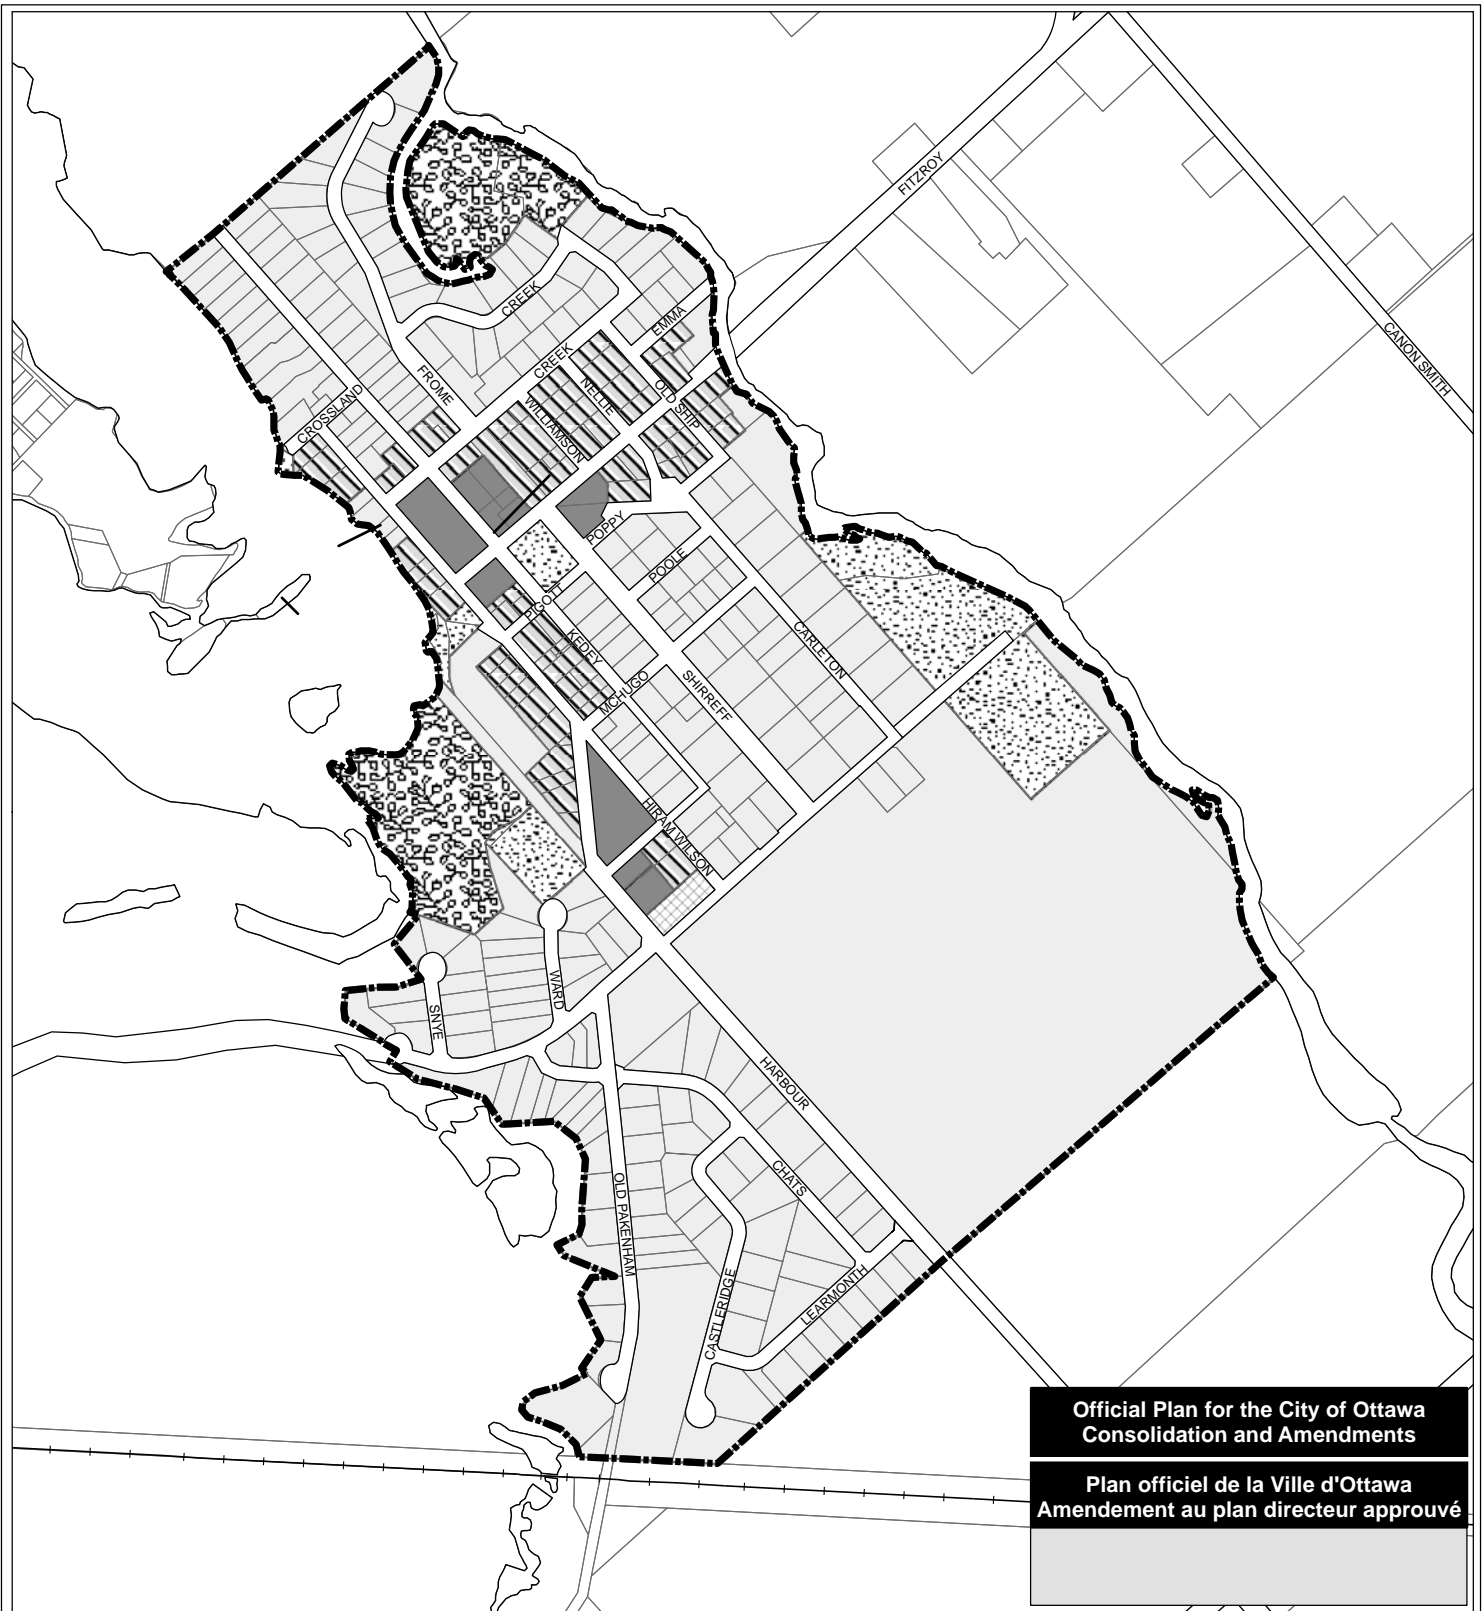 FITZROY
CANON SMITH
CREEK
EMMA
CREEK
FROME
NELLIE
OLD SHIP
CROSSLAND
WILLIAMSON
POPPY
POOLE
PIGOTT
KEDEY
CARLETON
MCHUGO
SHIRREFF
HIRAM WILSON
WARD
SNYE
HARBOUR
CHATS
OLD PAKENHAM
CASTLERIDGE
LEARMONTH
Official Plan for the City of Ottawa
Consolidation and Amendments
Plan officiel de la Ville d'Ottawa
Amendement au plan directeur approuvé